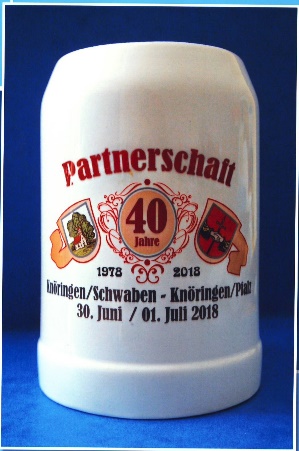 Partnerschaft
40
Jahre
1978 2018
Knöringen/Schwaben - Knöringen/Pfalz
30. Juni / 01. Juli 2018